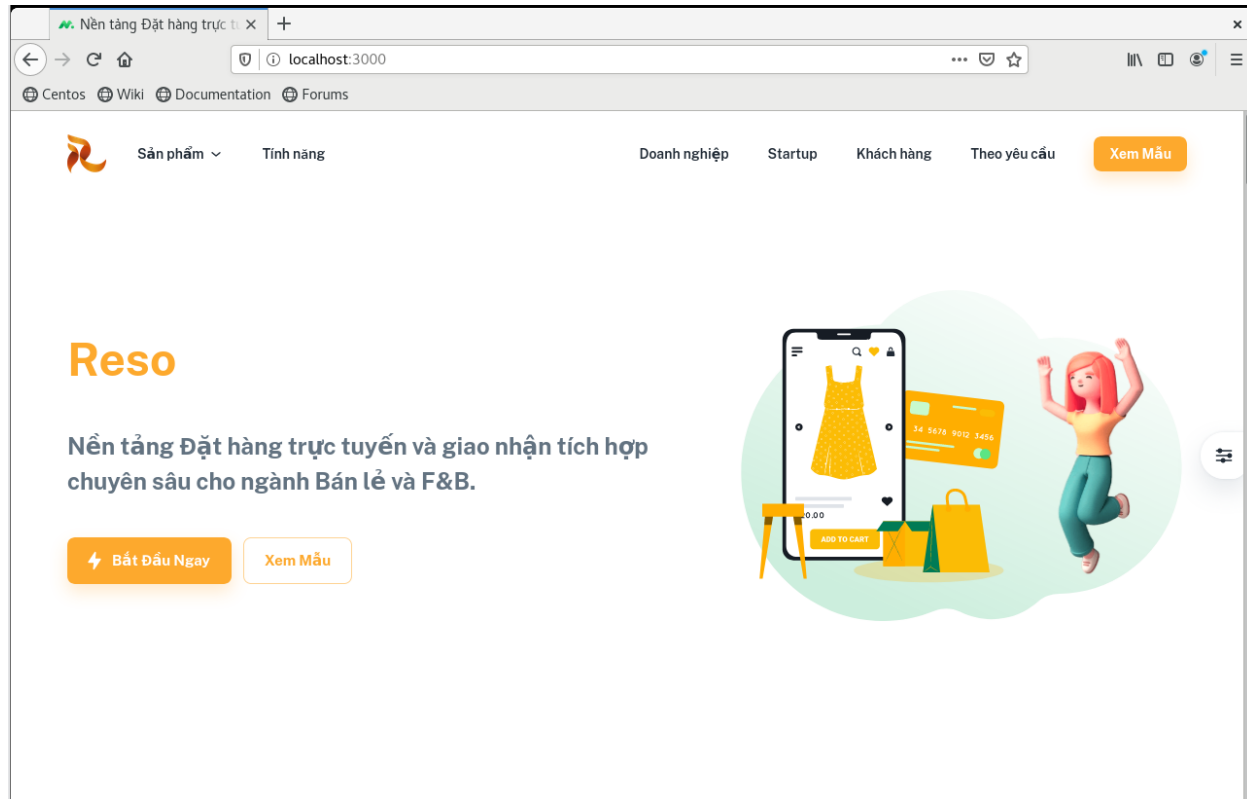 Nền tảng Đặt hàng trực t
localhost:3000
Centos Wiki Documentation Forums
Sản phẩm Tính năng Doanh nghiệp Startup Khách hàng Theo yêu cầu Xem Mẫu
Reso
Nền tảng Đặt hàng trực tuyến và giao nhận tích hợp
chuyên sâu cho ngành Bán lẻ và F&B.
Bắt Đầu Ngay Xem Mẫu
34 5678 9012 3456
0.00
ADD TO CART